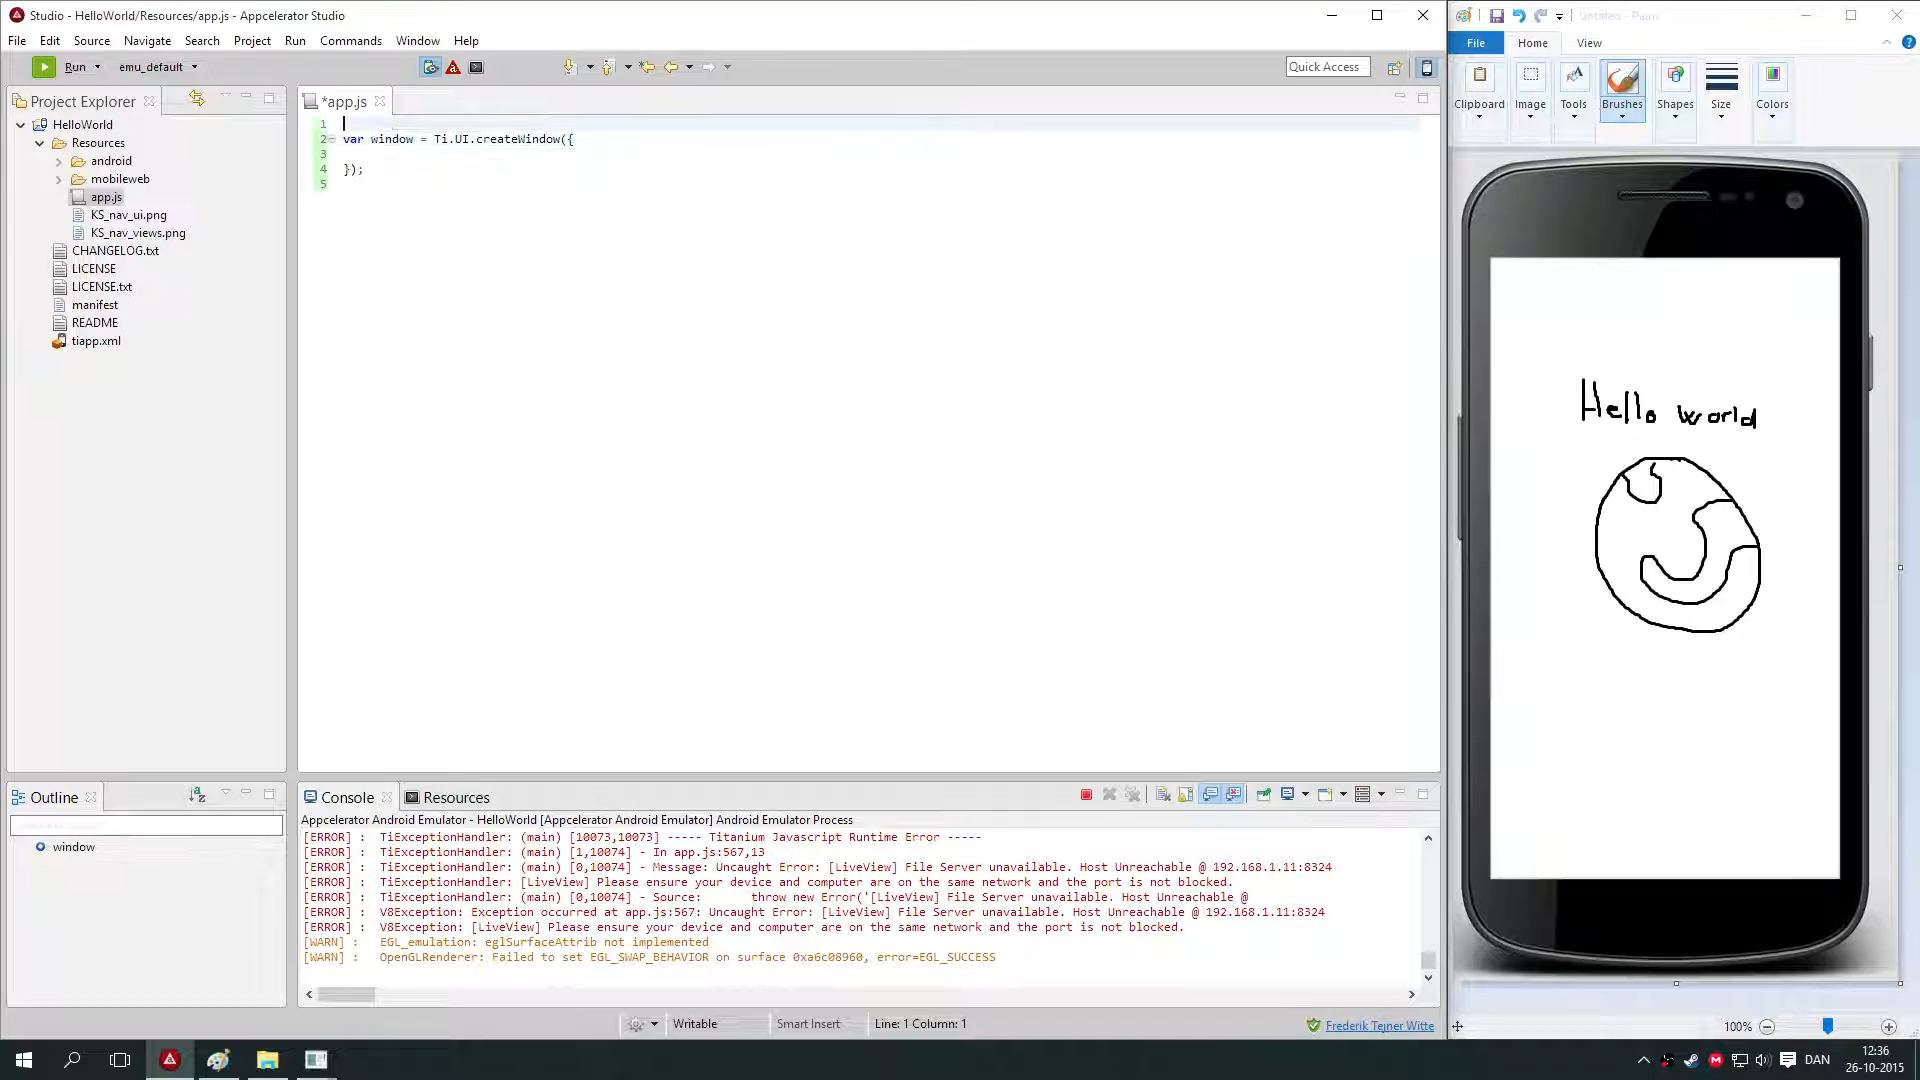 Studio - HelloWorld/Resources/app.js - Appcelerator Studio
File Edit Source Navigate Search Project Run Commands Window Help
Run emu_default
Quick Access
Project Explorer
HelloWorld
Resources
android
mobileweb
app.js
KS_nav_ui.png
KS_nav_views.png
CHANGELOG.txt
LICENSE
LICENSE.txt
manifest
README
tiapp.xml
*app.js
1
2 var window = Ti.UI.createWindow({
3
4 });
5
Outline
window
Console Resources
Appcelerator Android Emulator - HelloWorld [Appcelerator Android Emulator] Android Emulator Process
[ERROR] : TiExceptionHandler: (main) [10073,10073] ----- Titanium Javascript Runtime Error -----
[ERROR] : TiExceptionHandler: (main) [1,10074] - In app.js:567,13
[ERROR] : TiExceptionHandler: (main) [0,10074] - Message: Uncaught Error: [LiveView] File Server unavailable. Host Unreachable @ 192.168.1.11:8324
[ERROR] : TiExceptionHandler: [LiveView] Please ensure your device and computer are on the same network and the port is not blocked.
[ERROR] : TiExceptionHandler: (main) [0,10074] - Source: throw new Error('[LiveView] File Server unavailable. Host Unreachable @
[ERROR] : V8Exception: Exception occurred at app.js:567: Uncaught Error: [LiveView] File Server unavailable. Host Unreachable @ 192.168.1.11:8324
[ERROR] : V8Exception: [LiveView] Please ensure your device and computer are on the same network and the port is not blocked.
[WARN] : EGL_emulation: eglSurfaceAttrib not implemented
[WARN] : OpenGLRenderer: Failed to set EGL_SWAP_BEHAVIOR on surface 0xa6c08960, error=EGL_SUCCESS
Writable Smart Insert Line: 1 Column: 1
Frederik Tejner Witte
Untitled - Paint
File Home View
Clipboard Image Tools Brushes Shapes Size Colors
Hello world
100%
DAN
12:36
26-10-2015